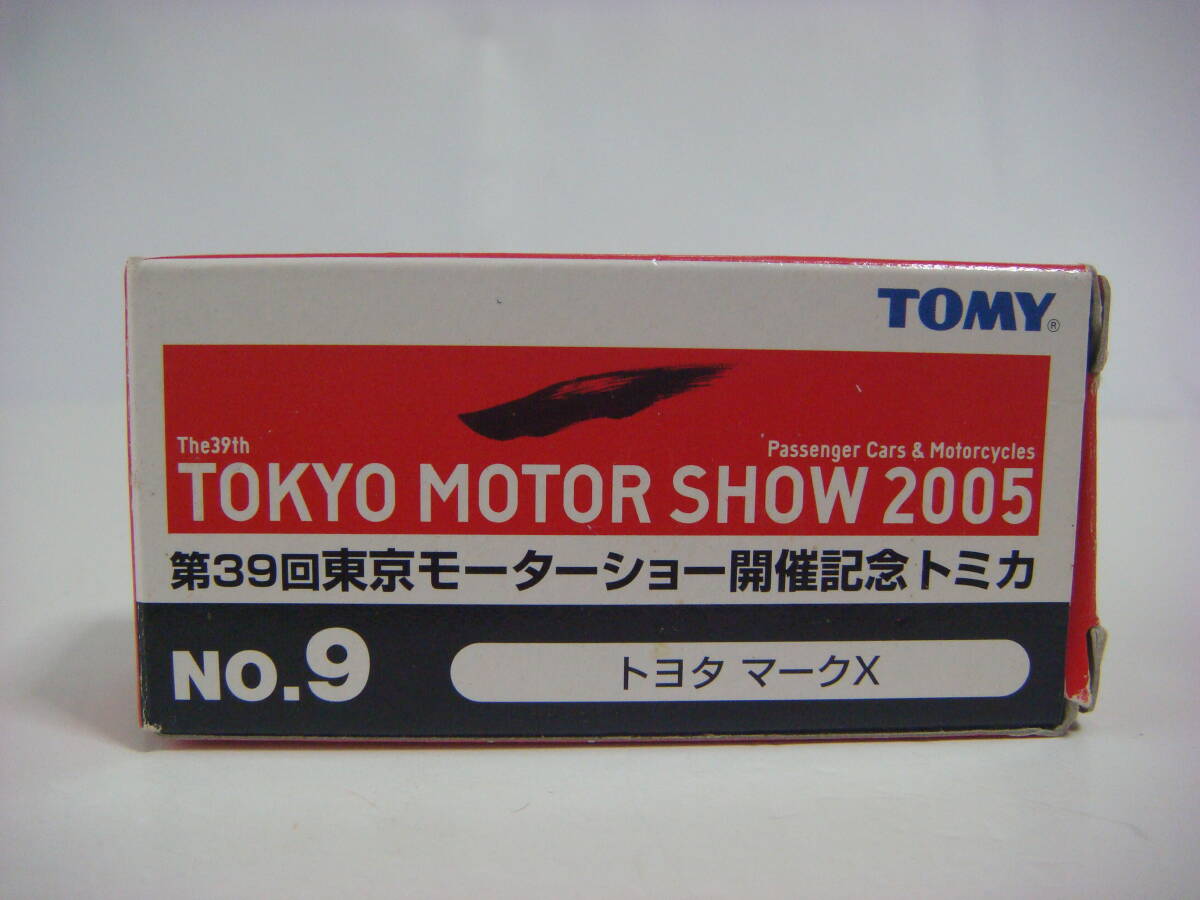 TOMY®
The39th
Passenger Cars & Motorcycles
TOKYO MOTOR SHOW 2005
第39回東京モーターショー開催記念トミカ
NO.9
トヨタ マークX